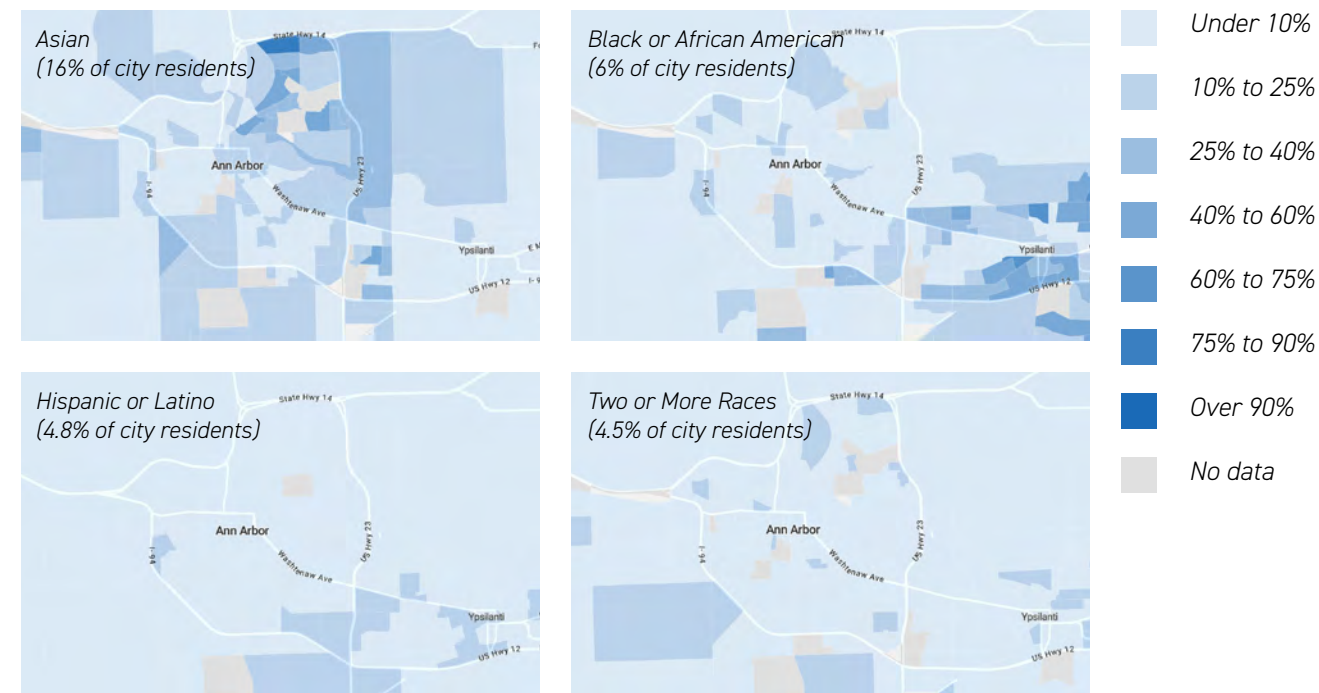 Asian
(16% of city residents)
State Hwy 14
Ann Arbor
I-94
Washtenaw Ave
US Hwy 23
Ypsilanti
US Hwy 12
Black or African American
(6% of city residents)
State Hwy 14
Ann Arbor
I-94
Washtenaw Ave
US Hwy 23
Ypsilanti
US Hwy 12
Hispanic or Latino
(4.8% of city residents)
State Hwy 14
Ann Arbor
I-94
Washtenaw Ave
US Hwy 23
Ypsilanti
US Hwy 12
Two or More Races
(4.5% of city residents)
State Hwy 14
Ann Arbor
I-94
Washtenaw Ave
US Hwy 23
Ypsilanti
US Hwy 12
Under 10%
10% to 25%
25% to 40%
40% to 60%
60% to 75%
75% to 90%
Over 90%
No data